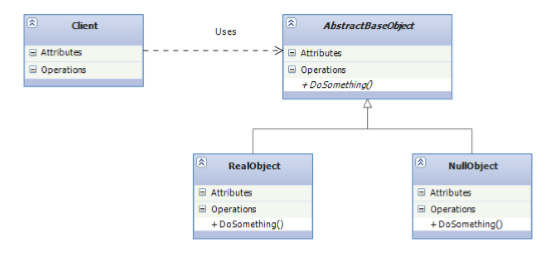 Client
Attributes
Operations
Uses
AbstractBaseObject
Attributes
Operations
+ DoSomething()
RealObject
Attributes
Operations
+ DoSomething()
NullObject
Attributes
Operations
+ DoSomething()